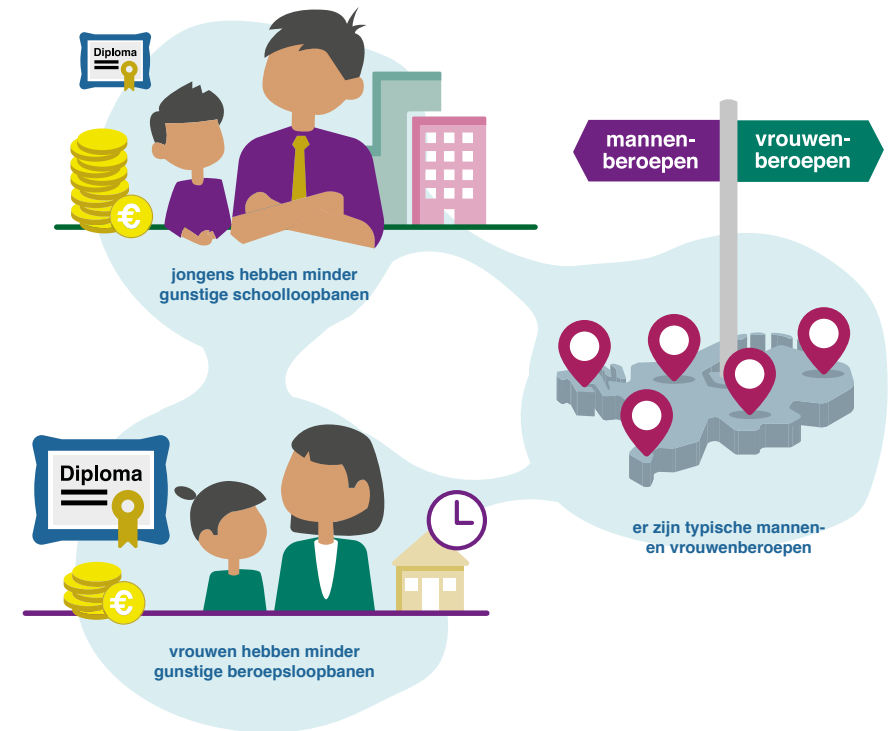 Diploma
€
jongens hebben minder
gunstige schoolloopbanen
mannen-
beroepen
vrouwen-
beroepen
er zijn typische mannen-
en vrouwenberoepen
Diploma
€
vrouwen hebben minder
gunstige beroepsloopbanen